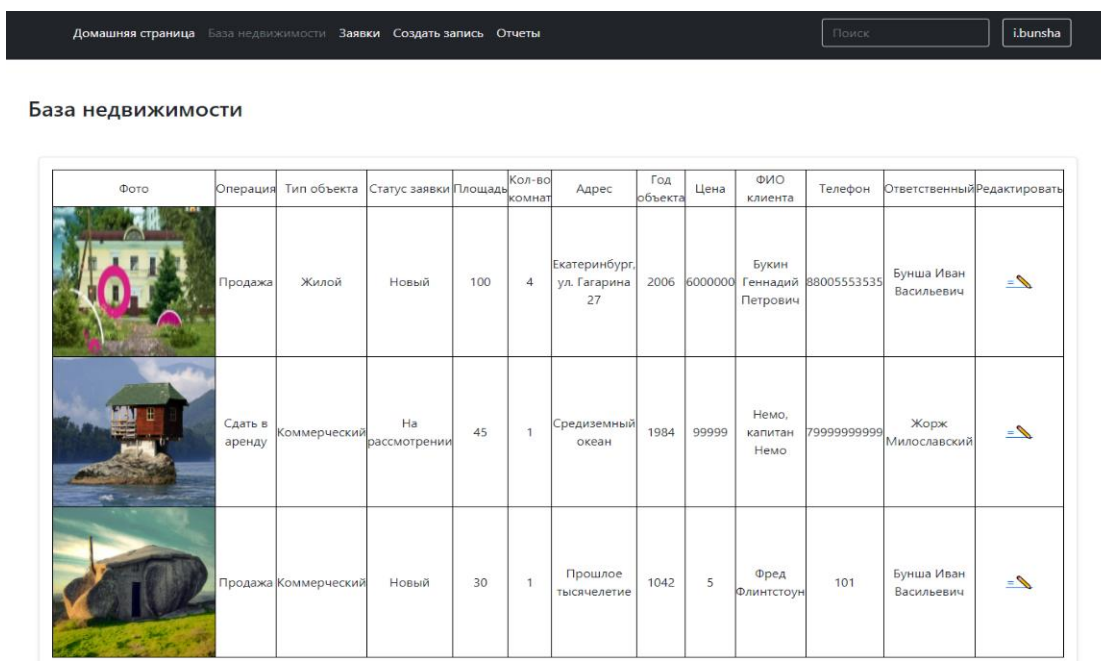 Домашняя страница База недвижимости Заявки Создать запись Отчеты Поиск i.bunsha
База недвижимости
Фото Операция Тип объекта Статус заявки Площадь Кол-во комнат Адрес Год объекта Цена ФИО клиента Телефон Ответственный Редактировать
Продажа Жилой Новый 100 4 Екатеринбург, ул. Гагарина 27 2006 6000000 Букин Геннадий Петрович 88005553535 Бунша Иван Васильевич
Сдать в аренду Коммерческий На рассмотрении 45 1 Средиземный океан 1984 99999 Немо, капитан Немо 79999999999 Жорж Милославский
Продажа Коммерческий Новый 30 1 Прошлое тысячелетие 1042 5 Фред Флинтстоун 101 Бунша Иван Васильевич